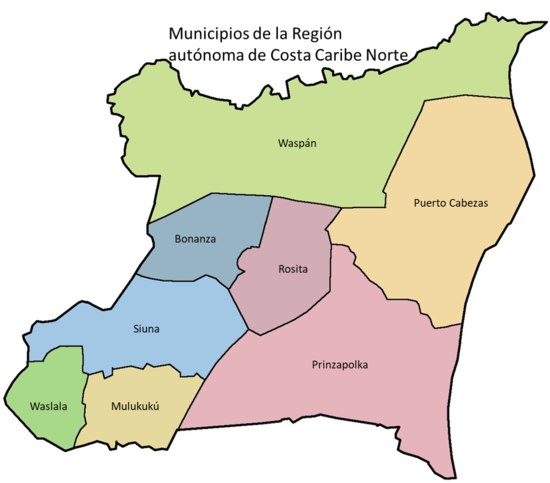 Municipios de la Región
autónoma de Costa Caribe Norte
Waspán
Puerto Cabezas
Bonanza
Rosita
Siuna
Prinzapolka
Waslala
Mulukukú